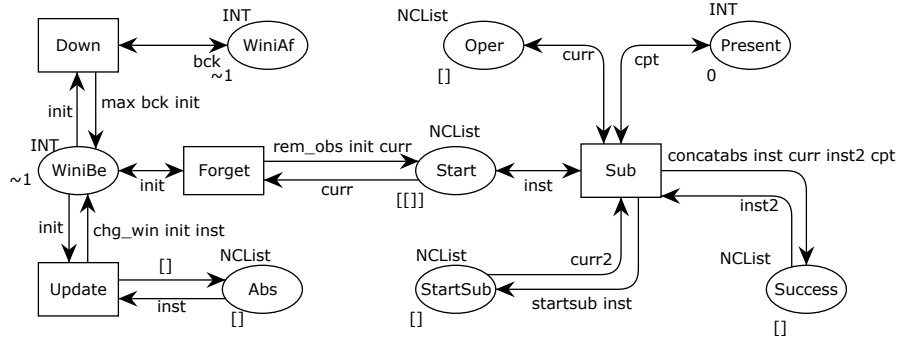 INT
NCList
INT
Down
WiniAf
Oper
Present
bck
curr
cpt
~1
[]
0
init
max bck init
INT
NCList
rem_obs init curr
concatabs inst curr inst2 cpt
WiniBe
Forget
Start
Sub
~1
init
curr
inst
inst2
[[]]
init
chg_win init inst
NCList
NCList
NCList
[]
curr2
Update
Abs
StartSub
Success
inst
startsub inst
[]
[]
[]